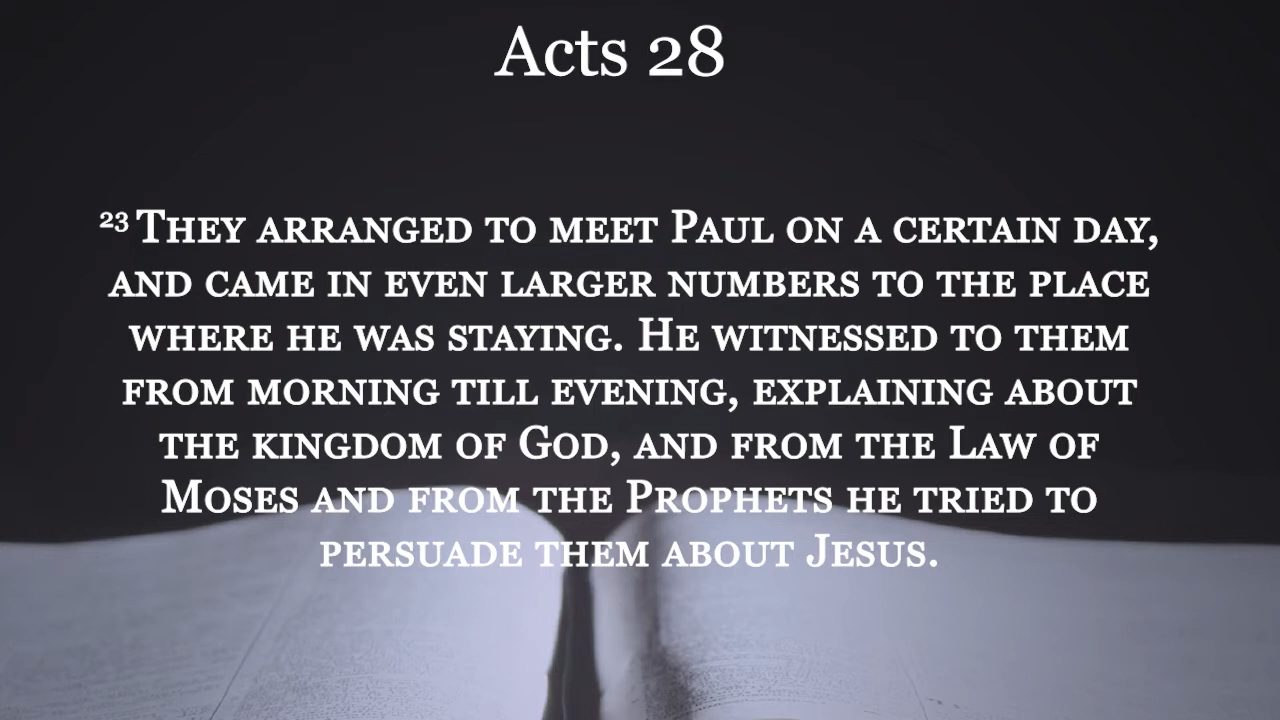 Acts 28
23 They arranged to meet Paul on a certain day,
and came in even larger numbers to the place
where he was staying. He witnessed to them
from morning till evening, explaining about
the kingdom of God, and from the Law of
Moses and from the Prophets he tried to
persuade them about Jesus.